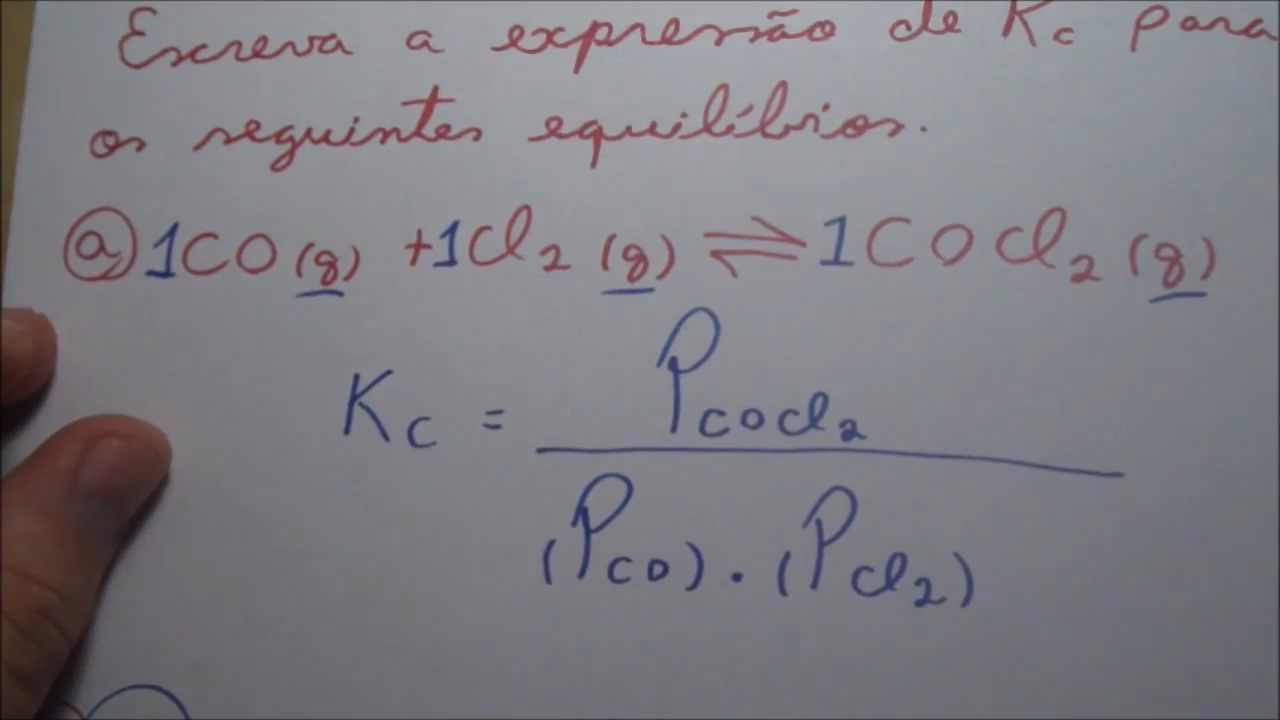 Escreva a expressão de Kc para
os seguintes equilíbrios.
a 1CO(g) + 1Cl2 (g) ⇌ 1COCl2 (g)
Kc = PCOCl2
(PCO) . (PCl2)